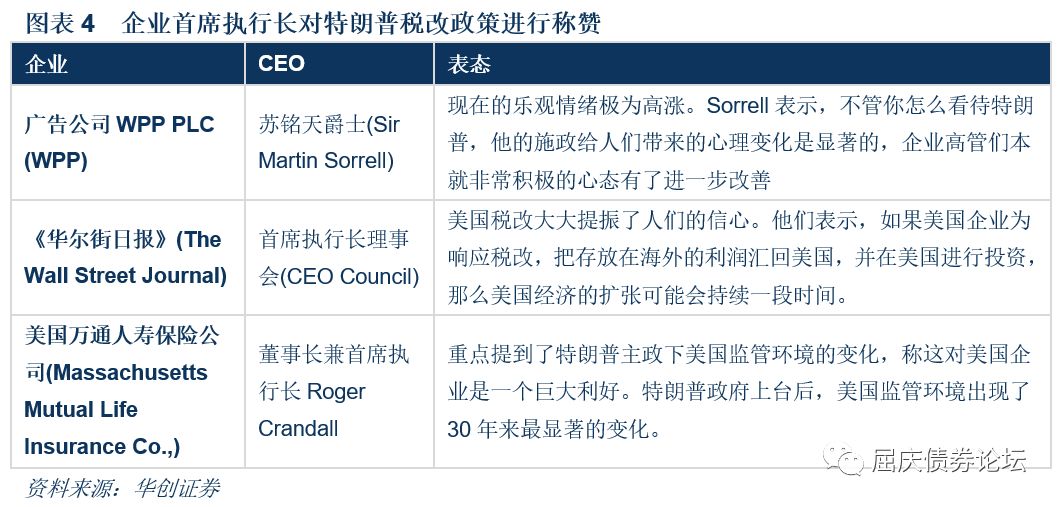 图表 4 企业首席执行长对特朗普税改政策进行称赞
企业
CEO
表态
广告公司 WPP PLC
(WPP)
苏铭天爵士(Sir
Martin Sorrell)
现在的乐观情绪极为高涨。Sorrell 表示，不管你怎么看待特朗
普，他的施政给人们带来的心理变化是显著的，企业高管们本
就非常积极的心态有了进一步改善
《华尔街日报》(The
Wall Street Journal)
首席执行长理事
会(CEO Council)
美国税改大大提振了人们的信心。他们表示，如果美国企业为
响应税改，把存放在海外的利润汇回美国，并在美国进行投资，
那么美国经济的扩张可能会持续一段时间。
美国万通人寿保险公
司(Massachusetts
Mutual Life
Insurance Co.,)
董事长兼首席执
行长 Roger
Crandall
重点提到了特朗普主政下美国监管环境的变化，称这对美国企
业是一个巨大利好。特朗普政府上台后，美国监管环境出现了
30 年来最显著的变化。
屈庆债券论坛
资料来源：华创证券